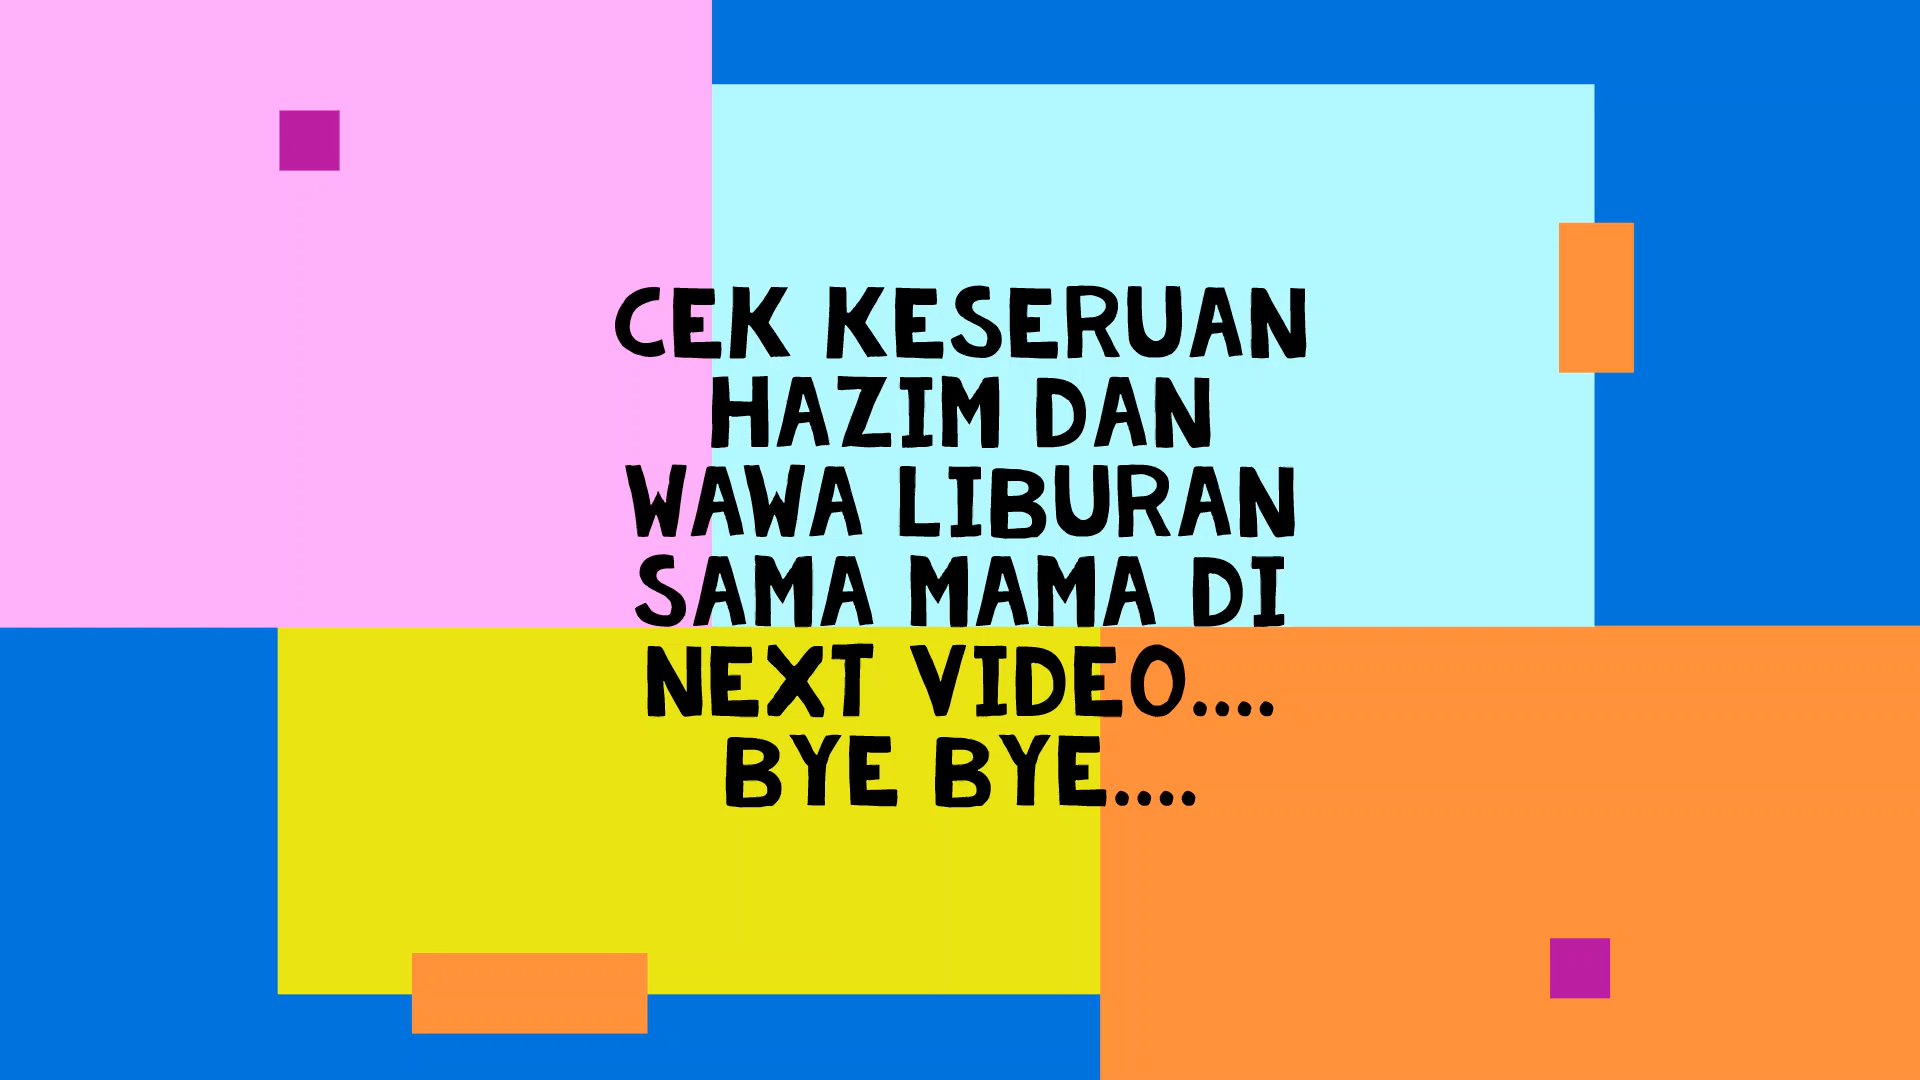 CEK KESERUAN
HAZIM DAN
WAWA LIBURAN
SAMA MAMA DI
NEXT VIDEO....
BYE BYE....